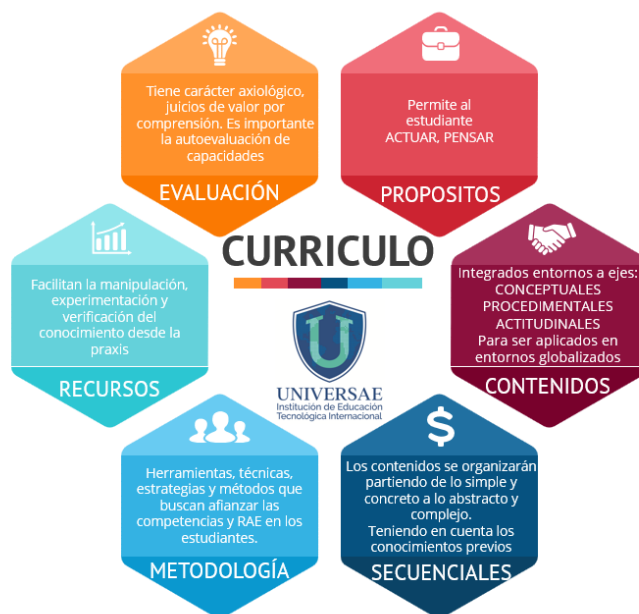 Tiene carácter axiológico,
juicios de valor por
comprensión. Es importante
la autoevaluación de
capacidades
EVALUACIÓN
Permite al
estudiante
ACTUAR, PENSAR
PROPOSITOS
CURRICULO
Facilitan la manipulación,
experimentación y
verificación del
conocimiento desde la
praxis
RECURSOS
Integrados entornos a ejes:
CONCEPTUALES
PROCEDIMENTALES
ACTITUDINALES
Para ser aplicados en
entornos globalizados
CONTENIDOS
U
UNIVERSAE
Institución de Educación
Tecnológica Internacional
Herramientas, técnicas,
estrategias y métodos que
buscan afianzar las
competencias y RAE en los
estudiantes.
METODOLOGÍA
$
Los contenidos se organizarán
partiendo de lo simple y
concreto a lo abstracto y
complejo.
Teniendo en cuenta los
conocimientos previos
SECUENCIALES